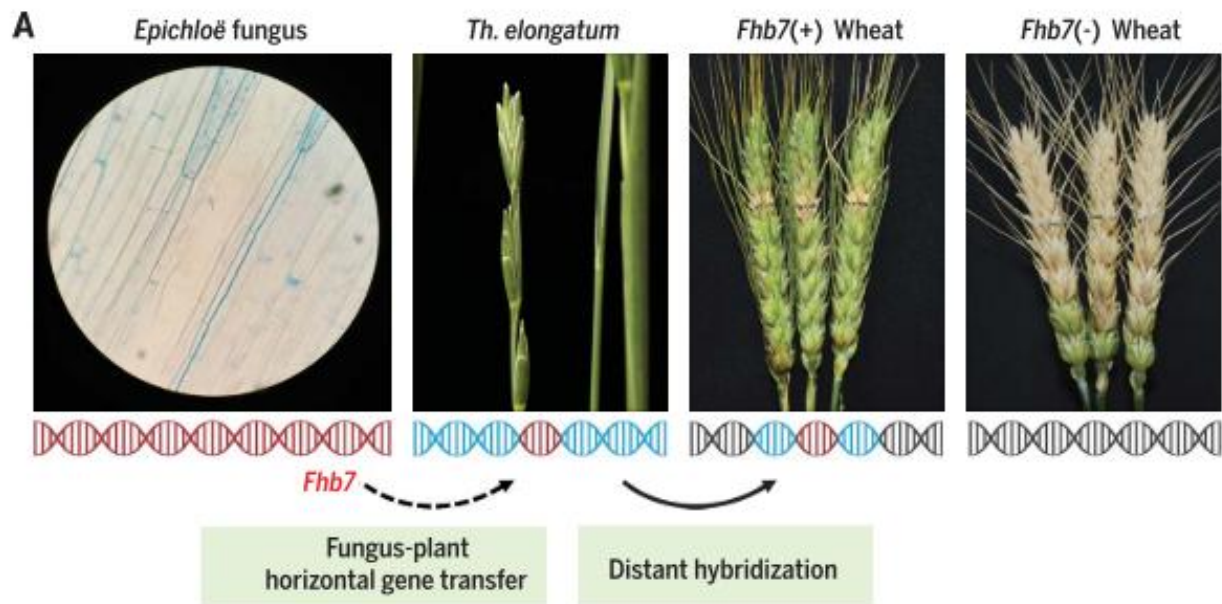 A
Epichloë fungus
Th. elongatum
Fhb7(+) Wheat
Fhb7(-) Wheat
Fhb7
Fungus-plant
horizontal gene transfer
Distant hybridization